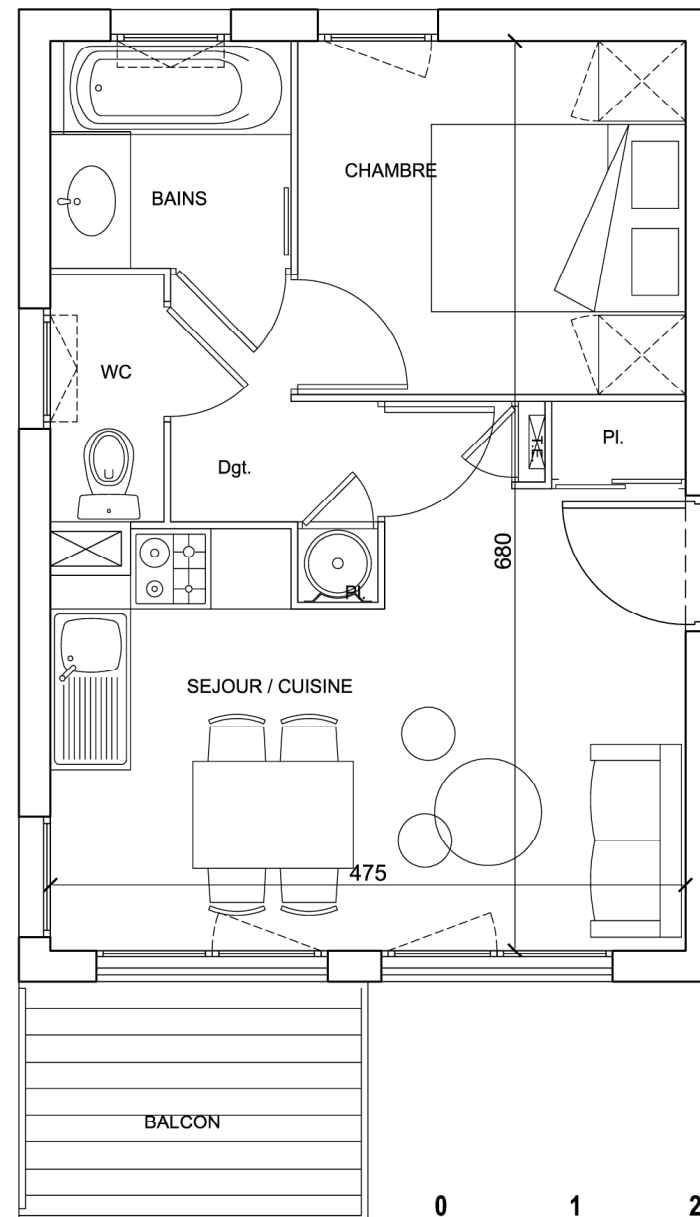 BAINS
CHAMBRE
WC
Dgt.
T.E.
Pl.
680
Pl.
SEJOUR / CUISINE
475
BALCON
0 1 2